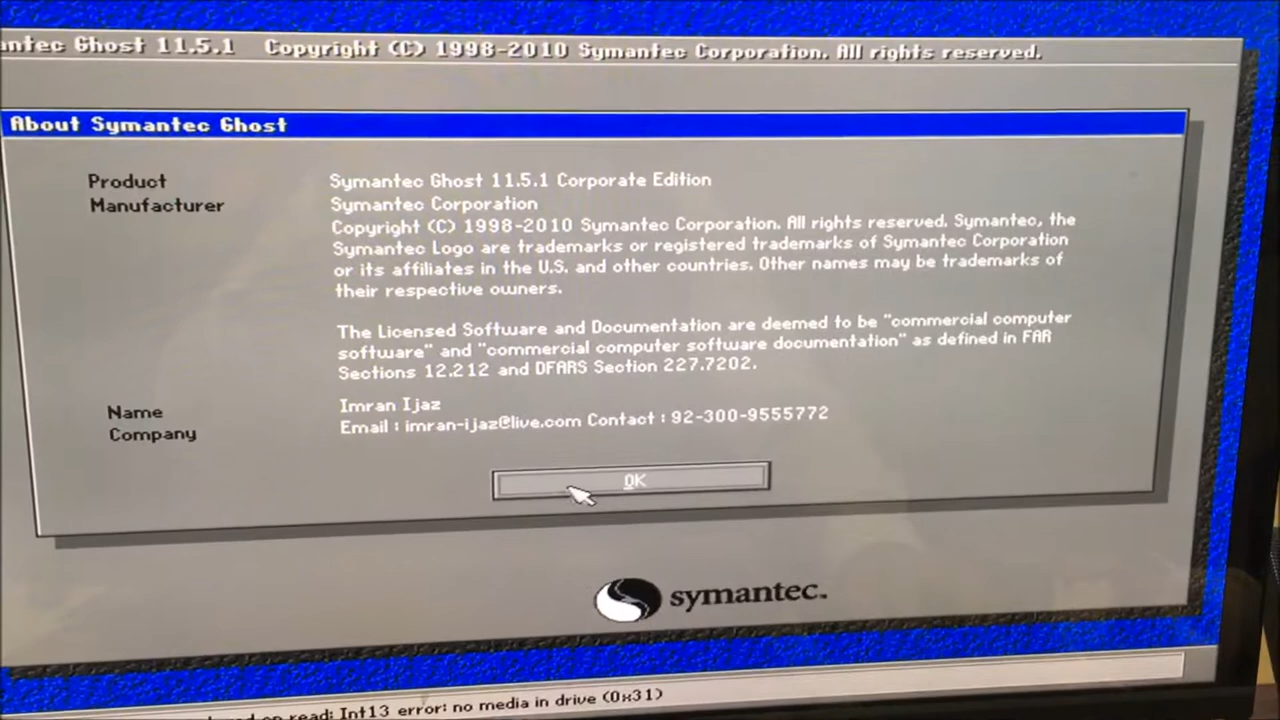 Ghost 11.5.1 Copyright (C) 1998-2010 Symantec Corporation. All rights reserved.
About Symantec Ghost
Product Symantec Ghost 11.5.1 Corporate Edition
Manufacturer Symantec Corporation
Copyright (C) 1998-2010 Symantec Corporation. All rights reserved. Symantec, the
Symantec Logo are trademarks or registered trademarks of Symantec Corporation
or its affiliates in the U.S. and other countries. Other names may be trademarks of
their respective owners.
The Licensed Software and Documentation are deemed to be "commercial computer
software" and "commercial computer software documentation" as defined in FAR
Sections 12.212 and DFARS Section 227.7202.
Name Imran Ijaz
Company Email : imran-ijaz@live.com Contact : 92-300-9555772
OK
symantec.
on read: Int13 error: no media in drive (0x31)